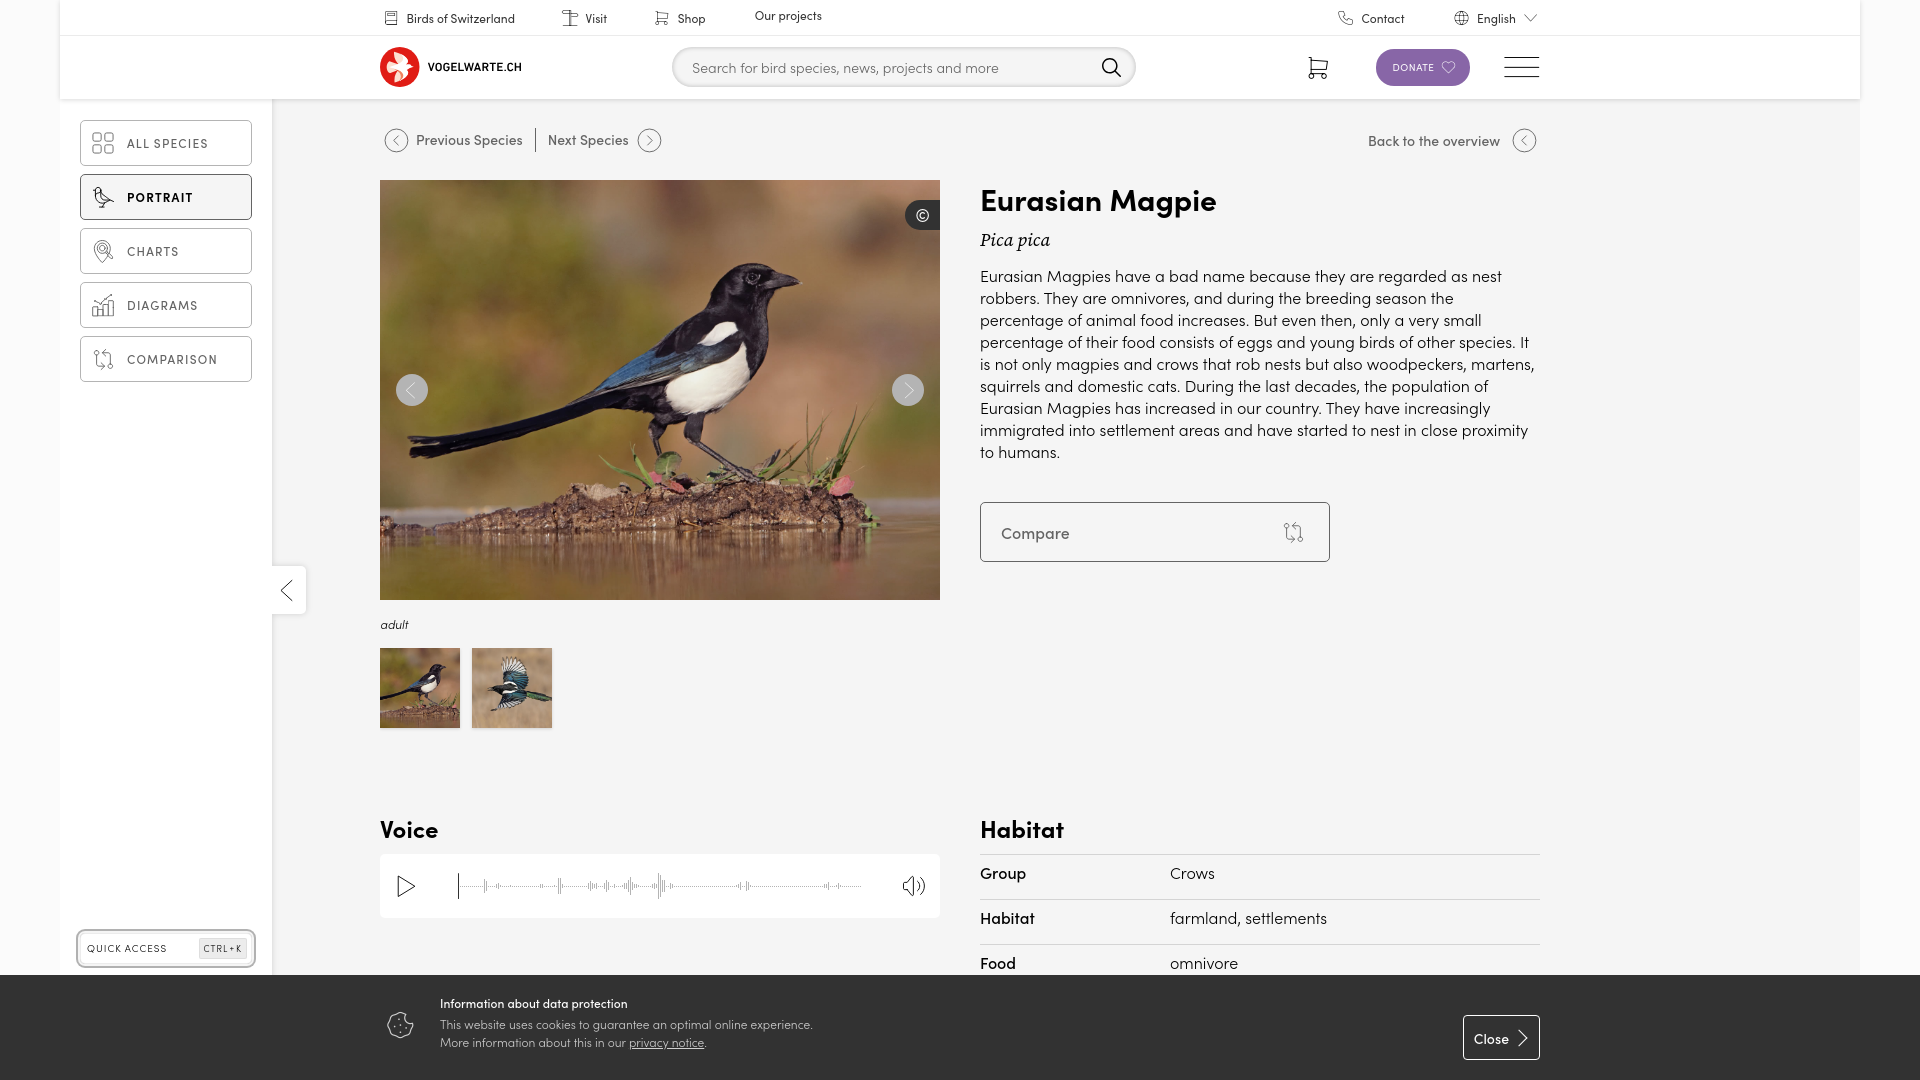 Birds of Switzerland
Visit
Shop
Our projects
Contact
English
VOGELWARTE.CH
Search for bird species, news, projects and more
DONATE
ALL SPECIES
PORTRAIT
CHARTS
DIAGRAMS
COMPARISON
QUICK ACCESS
CTRL+K
Previous Species
Next Species
Back to the overview
©
adult
Eurasian Magpie
Pica pica
Eurasian Magpies have a bad name because they are regarded as nest
robbers. They are omnivores, and during the breeding season the
percentage of animal food increases. But even then, only a very small
percentage of their food consists of eggs and young birds of other species. It
is not only magpies and crows that rob nests but also woodpeckers, martens,
squirrels and domestic cats. During the last decades, the population of
Eurasian Magpies has increased in our country. They have increasingly
immigrated into settlement areas and have started to nest in close proximity
to humans.
Compare
Voice
Habitat
Group Crows
Habitat farmland, settlements
Food omnivore
Information about data protection
This website uses cookies to guarantee an optimal online experience.
More information about this in our privacy notice.
Close